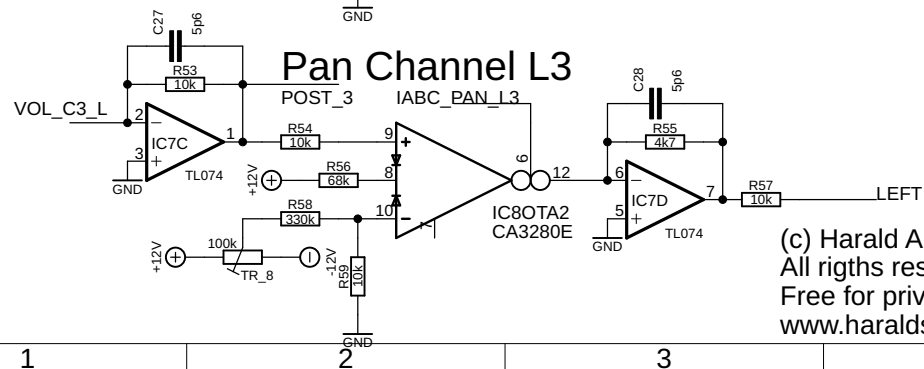 GND
C27
5p6
Pan Channel L3
R53
10k
POST_3
IABC_PAN_L3
VOL_C3_L
2
3
1
IC7C
TL074
GND
R54
10k
9
+12V
R56
68k
8
R58
330k
10
7
6
12
IC8OTA2
CA3280E
+12V
100k
TR_8
-12V
R59
10k
GND
C28
5p6
R55
4k7
6
5
7
IC7D
TL074
GND
R57
10k
LEFT
(c) Harald A
All rigths res
Free for priv
www.haralds
1
2
3